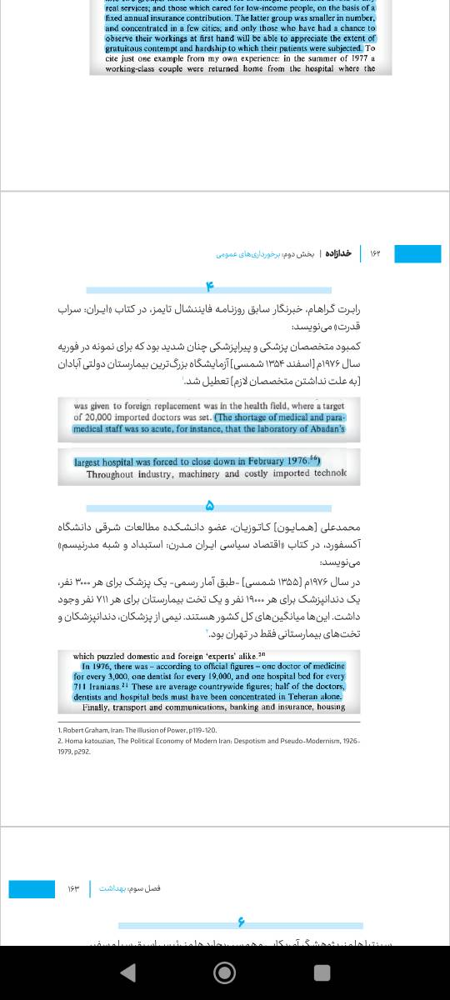 real services; and those which cared for low-income people, on the basis of a
fixed annual insurance contribution. The latter group was smaller in number,
and concentrated in a few cities; and only those who have had a chance to
observe their workings at first hand will be able to appreciate the extent of
gratuitous contempt and hardship to which their patients were subjected. To
cite just one example from my own experience: in the summer of 1977 a
working-class couple were returned home from the hospital where the
۱۶۲ | خدازاده | بخش دوم: برخورداری‌های عمومی
۴
رابرت گراهام، خبرنگار سابق روزنامه فایننشال تایمز، در کتاب «ایران: سراب
قدرت» می‌نویسد:
کمبود متخصصان پزشکی و پیراپزشکی چنان شدید بود که برای نمونه در فوریه
سال ۱۹۷۶م [اسفند ۱۳۵۴ شمسی] آزمایشگاه بزرگ‌ترین بیمارستان دولتی آبادان
[به علت نداشتن متخصصان لازم] تعطیل شد.۱
was given to foreign replacement was in the health field, where a target
of 20,000 imported doctors was set. (The shortage of medical and para-
medical staff was so acute, for instance, that the laboratory of Abadan's
largest hospital was forced to close down in February 1976.56)
Throughout industry, machinery and costly imported technolc
۵
محمدعلی [همایون] کاتوزیان، عضو دانشکده مطالعات شرقی دانشگاه
آکسفورد، در کتاب «اقتصاد سیاسی ایران مدرن: استبداد و شبه مدرنیسم»
می‌نویسد:
در سال ۱۹۷۶م [۱۳۵۵ شمسی] -طبق آمار رسمی- یک پزشک برای هر ۳۰۰۰ نفر،
یک دندانپزشک برای هر ۱۹۰۰۰ نفر و یک تخت بیمارستان برای هر ۷۱۱ نفر وجود
داشت. این‌ها میانگین‌های کل کشور هستند. نیمی از پزشکان، دندانپزشکان و
تخت‌های بیمارستانی فقط در تهران بود.۲
which puzzled domestic and foreign 'experts' alike.20
In 1976, there was – according to official figures – one doctor of medicine
for every 3,000, one dentist for every 19,000, and one hospital bed for every
711 Iranians.21 These are average countrywide figures; half of the doctors,
dentists and hospital beds must have been concentrated in Teheran alone.
Finally, transport and communications, banking and insurance, housing
1. Robert Graham, Iran: The Illusion of Power, p119-120.
2. Homa katouzian, The Political Economy of Modern Iran: Despotism and Pseudo-Modernism, 1926-
1979, p292.
فصل سوم: بهداشت | ۱۶۳
۶